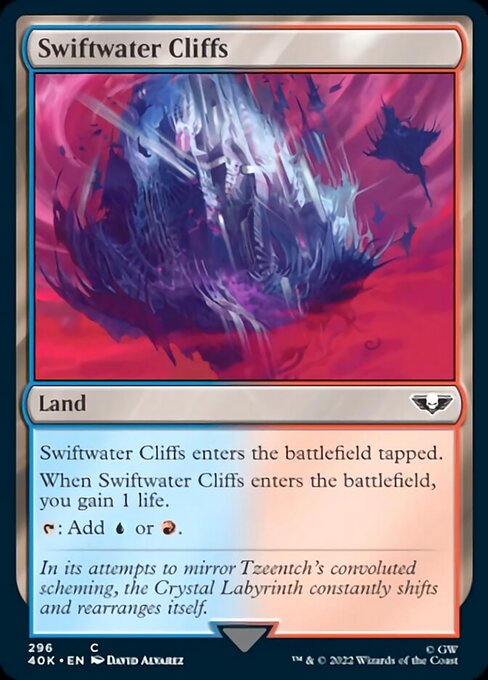 Swiftwater Cliffs
Land
Swiftwater Cliffs enters the battlefield tapped.
When Swiftwater Cliffs enters the battlefield,
you gain 1 life.
: Add or .
In its attempts to mirror Tzeentch's convoluted
scheming, the Crystal Labyrinth constantly shifts
and rearranges itself.
296 C
40K • EN David Alvarez
© GW
™ & © 2022 Wizards of the Coast